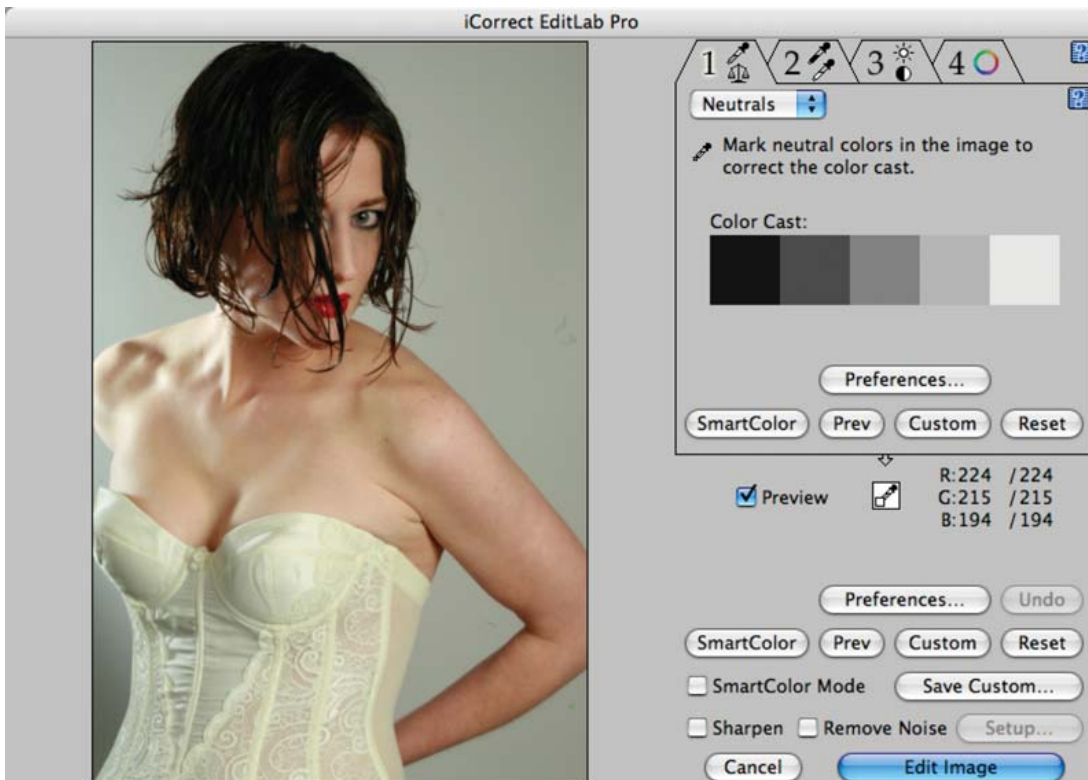 iCorrect EditLab Pro
1 2 3 4
Neutrals
Mark neutral colors in the image to
correct the color cast.
Color Cast:
Preferences...
SmartColor Prev Custom Reset
Preview
R:224 /224
G:215 /215
B:194 /194
Preferences... Undo
SmartColor Prev Custom Reset
SmartColor Mode Save Custom...
Sharpen Remove Noise Setup...
Cancel Edit Image